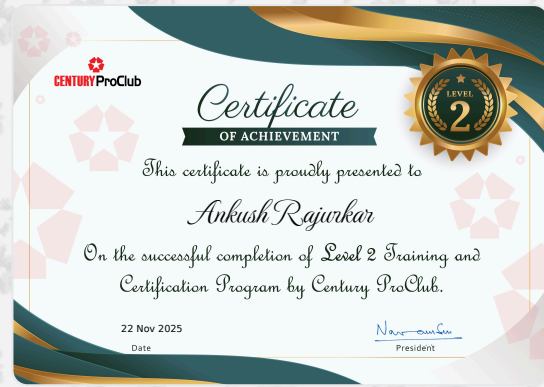 CENTURY ProClub
Certificate
OF ACHIEVEMENT
LEVEL
2
This certificate is proudly presented to
Ankush Rajurkar
On the successful completion of Level 2 Training and
Certification Program by Century ProClub.
22 Nov 2025
Date
President